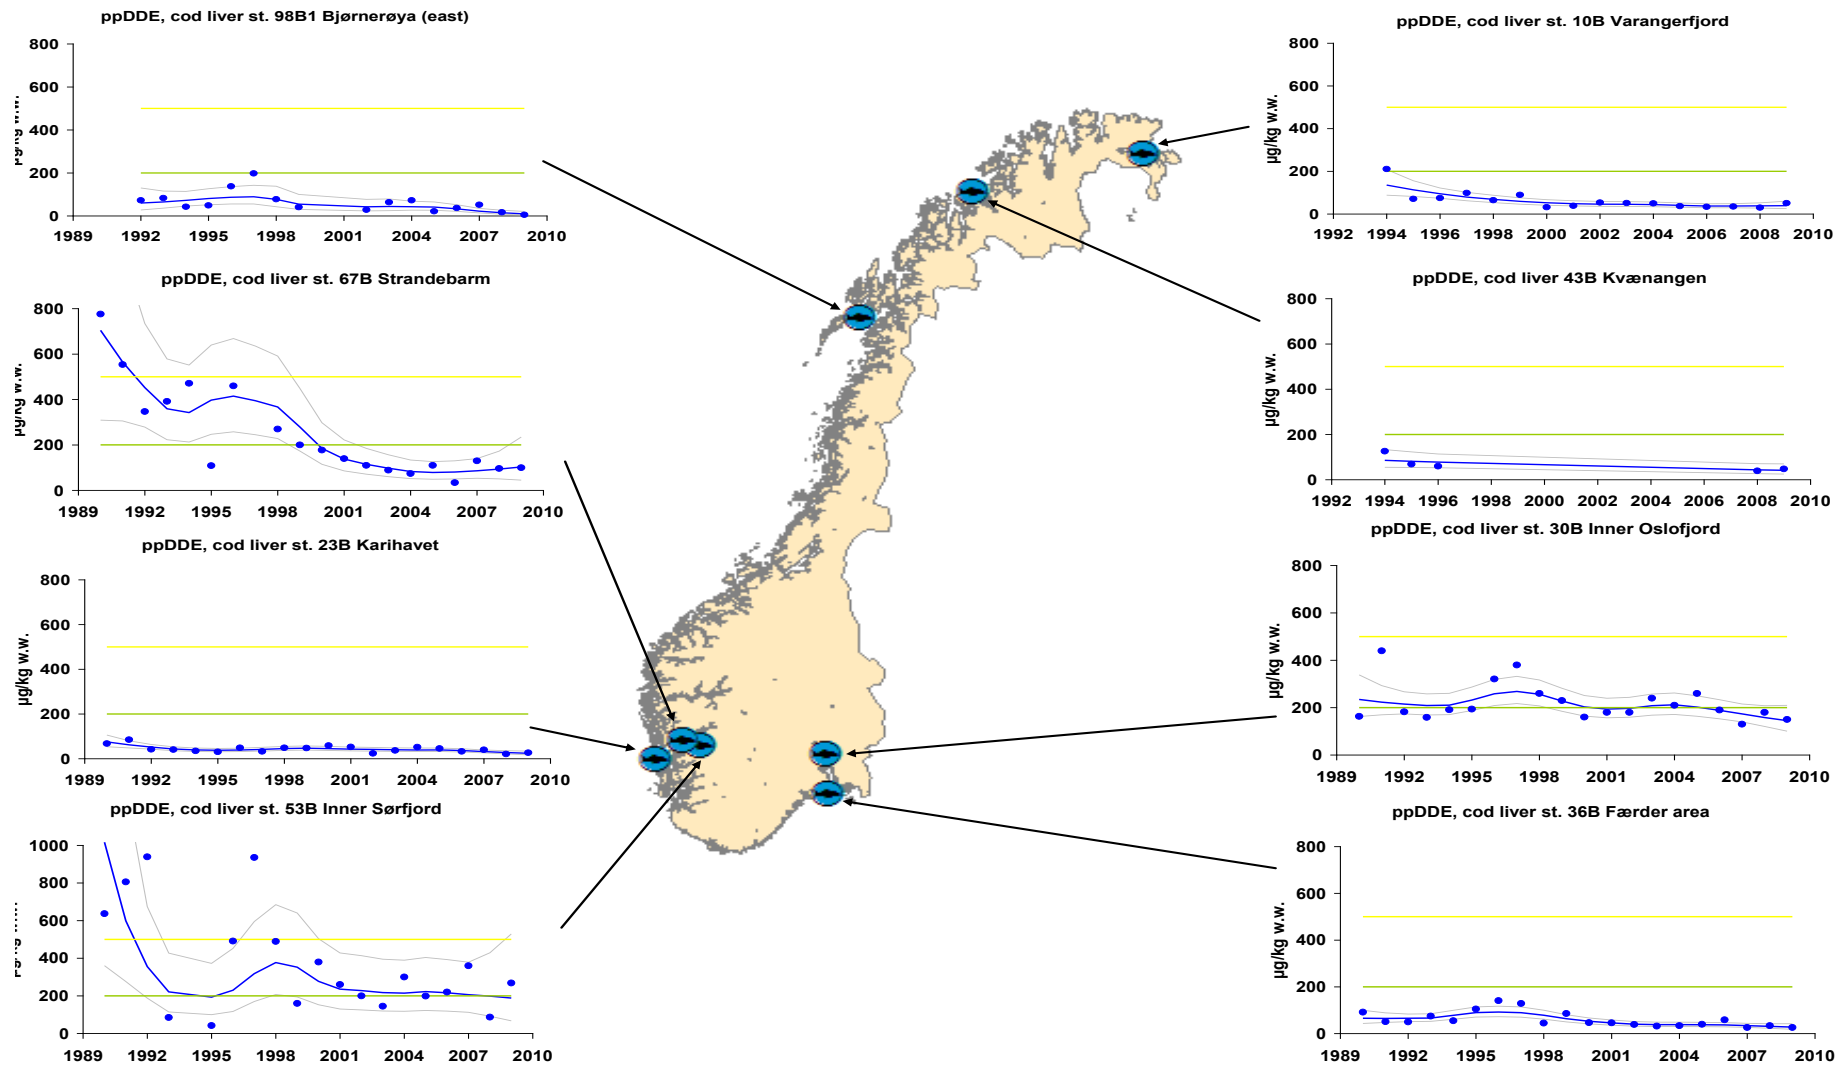 ppDDE, cod liver st. 98B1 Bjørnerøya (east)
800
600
400
200
0
µg/kg w.w.
1989 1992 1995 1998 2001 2004 2007 2010
ppDDE, cod liver st. 67B Strandebarm
800
600
400
200
0
µg/kg w.w.
1989 1992 1995 1998 2001 2004 2007 2010
ppDDE, cod liver st. 23B Karihavet
800
600
400
200
0
µg/kg w.w.
1989 1992 1995 1998 2001 2004 2007 2010
ppDDE, cod liver st. 53B Inner Sørfjord
1000
800
600
400
200
0
1989 1992 1995 1998 2001 2004 2007 2010
ppDDE, cod liver st. 10B Varangerfjord
800
600
400
200
0
µg/kg w.w.
1992 1994 1996 1998 2000 2002 2004 2006 2008 2010
ppDDE, cod liver 43B Kvænangen
800
600
400
200
0
µg/kg w.w.
1992 1994 1996 1998 2000 2002 2004 2006 2008 2010
ppDDE, cod liver st. 30B Inner Oslofjord
800
600
400
200
0
µg/kg w.w.
1989 1992 1995 1998 2001 2004 2007 2010
ppDDE, cod liver st. 36B Færder area
800
600
400
200
0
µg/kg w.w.
1989 1992 1995 1998 2001 2004 2007 2010